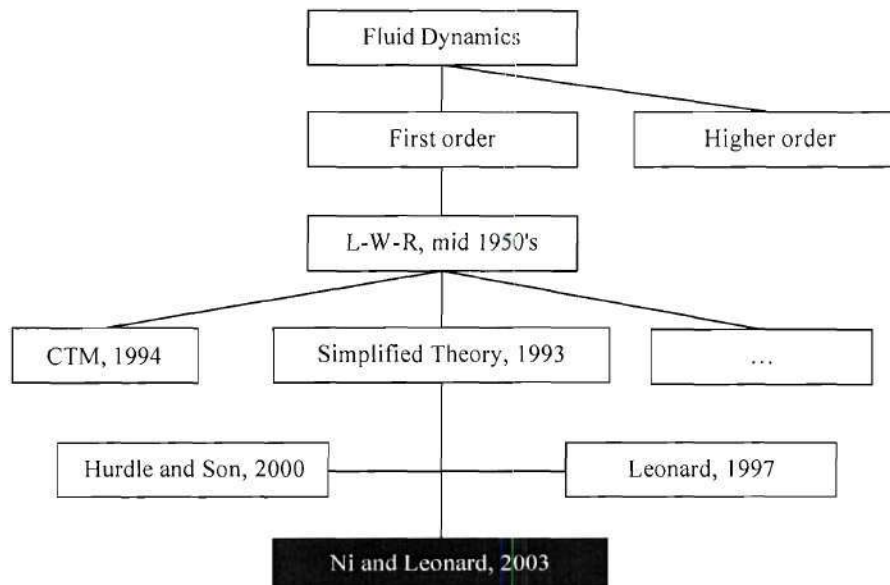 Fluid Dynamics
First order
Higher order
L-W-R, mid 1950's
CTM, 1994
Simplified Theory, 1993
...
Hurdle and Son, 2000
Leonard, 1997
Ni and Leonard, 2003